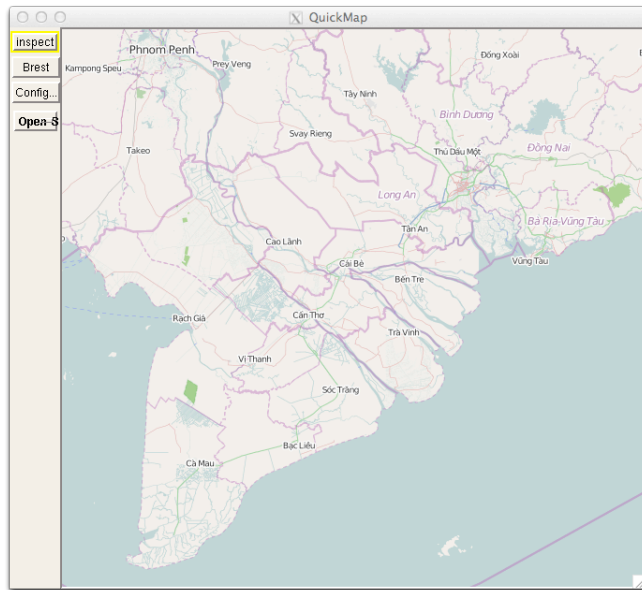 QuickMap
inspect
Brest
Config...
Open S
Phnom Penh
Kampong Speu
Prey Veng
Đồng Xoài
Tây Ninh
Bình Dương
Svay Rieng
Takeo
Thủ Dầu Một
Đồng Nai
Long An
Bà Rịa-Vũng Tàu
Tân An
Cao Lãnh
Vũng Tàu
Cái Bè
Bến Tre
Rạch Giá
Cần Thơ
Trà Vinh
Vị Thanh
Sóc Trăng
Bạc Liêu
Cà Mau